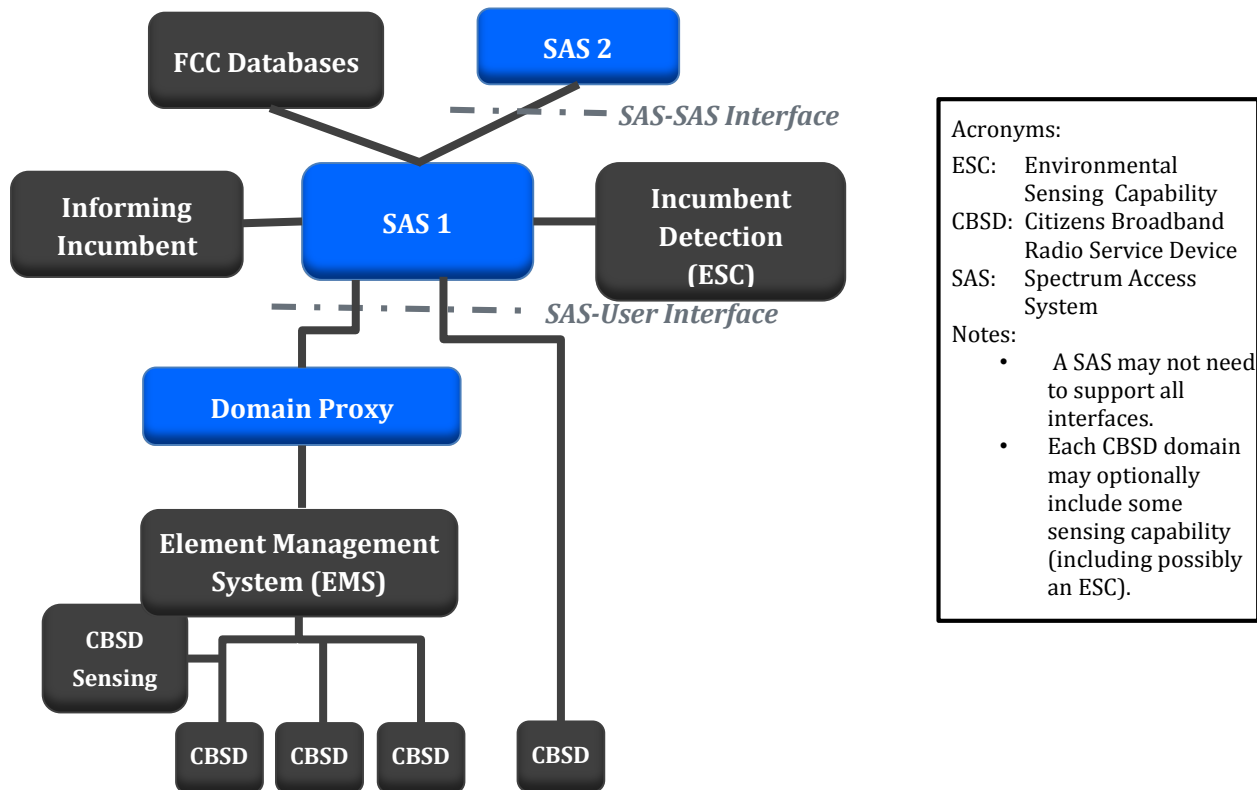 FCC Databases
SAS 2
SAS-SAS Interface
Informing
Incumbent
SAS 1
Incumbent
Detection
(ESC)
SAS-User Interface
Domain Proxy
Element Management
System (EMS)
CBSD
Sensing
CBSD
CBSD
CBSD
CBSD
Acronyms:
ESC: Environmental
Sensing Capability
CBSD: Citizens Broadband
Radio Service Device
SAS: Spectrum Access
System
Notes:
• A SAS may not need
to support all
interfaces.
• Each CBSD domain
may optionally
include some
sensing capability
(including possibly
an ESC).